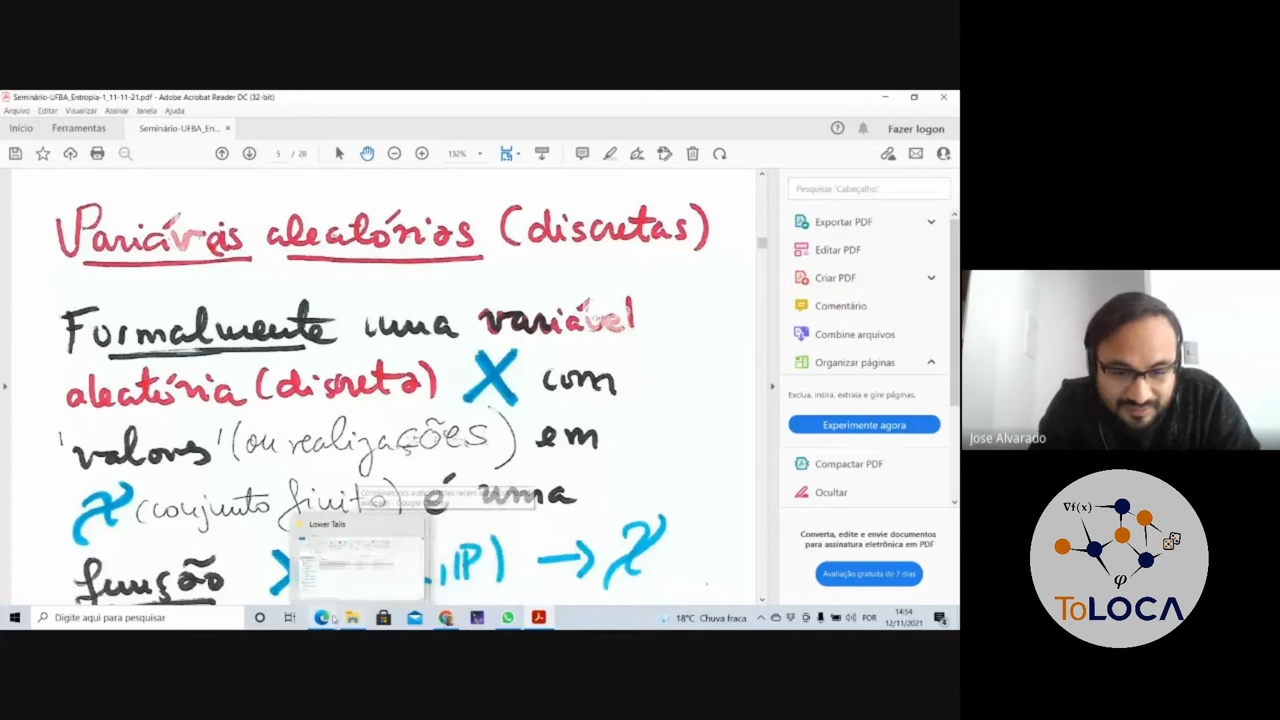 Seminário-UFBA_Entropia-1_11-11-21.pdf - Adobe Acrobat Reader DC (32-bit)
Arquivo Editar Visualizar Assinar Janela Ajuda
Início Ferramentas Seminário-UFBA_En... × Fazer logon
5 / 28 132%
Variáveis aleatórias (discretas)
Formalmente uma variável
aleatória (discreta) X com
'valores' (ou realizações) em
𝒳 (conjunto finito) é uma
Lower Tails
função , ℙ) → 𝒳
Pesquisar 'Cabeçalho'
Exportar PDF
Editar PDF
Criar PDF
Comentário
Combine arquivos
Organizar páginas
Exclua, insira, extraia e gire páginas.
Experimente agora
Compactar PDF
Ocultar
Converta, edite e envie documentos
para assinatura eletrônica em PDF
Avaliação gratuita de 7 dias
Digite aqui para pesquisar
18°C Chuva fraca POR 14:54
12/11/2021
Jose Alvarado
∇f(x)
φ
ToLOCA